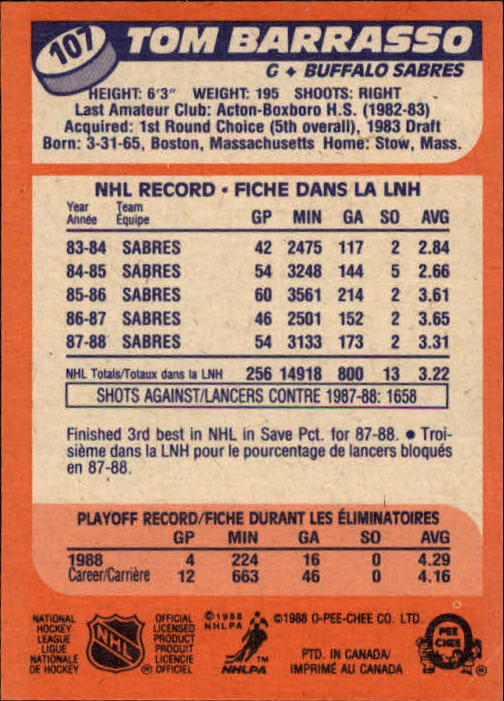 107
TOM BARRASSO
G ♦ BUFFALO SABRES
HEIGHT: 6'3" WEIGHT: 195 SHOOTS: RIGHT
Last Amateur Club: Acton-Boxboro H.S. (1982-83)
Acquired: 1st Round Choice (5th overall), 1983 Draft
Born: 3-31-65, Boston, Massachusetts Home: Stow, Mass.
NHL RECORD • FICHE DANS LA LNH
Year Team
Année Équipe GP MIN GA SO AVG
83-84 SABRES 42 2475 117 2 2.84
84-85 SABRES 54 3248 144 5 2.66
85-86 SABRES 60 3561 214 2 3.61
86-87 SABRES 46 2501 152 2 3.65
87-88 SABRES 54 3133 173 2 3.31
NHL Totals/Totaux dans la LNH 256 14918 800 13 3.22
SHOTS AGAINST/LANCERS CONTRE 1987-88: 1658
Finished 3rd best in NHL in Save Pct. for 87-88. ● Troi-
sième dans la LNH pour le pourcentage de lancers bloqués
en 87-88.
PLAYOFF RECORD/FICHE DURANT LES ÉLIMINATOIRES
GP MIN GA SO AVG
1988 4 224 16 0 4.29
Career/Carrière 12 663 46 0 4.16
NATIONAL
HOCKEY
LEAGUE
LIGUE
NATIONALE
DE HOCKEY
NHL
®
OFFICIAL
LICENSED
PRODUCT
PRODUIT
LICENCIE
OFFICIEL
©1988
NHLPA
™
NHLPA
©1988 O-PEE-CHEE CO. LTD.
PTD. IN CANADA/
IMPRIMÉ AU CANADA
PEE
CHEE
®